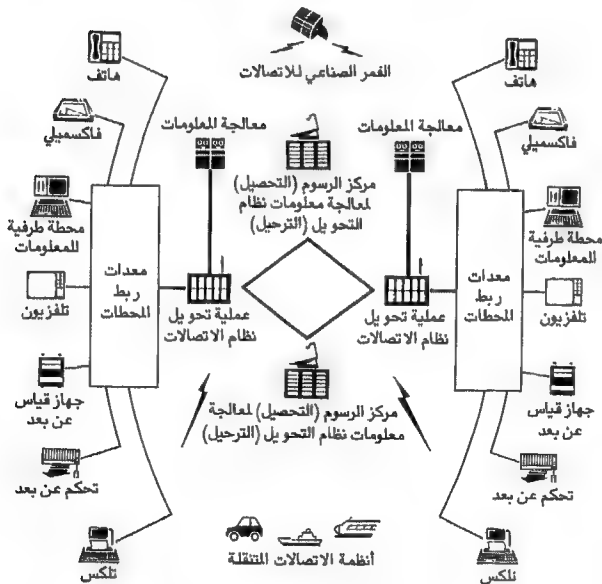 القمر الصناعي للاتصالات
هاتف
فاكسميلي
محطة طرفية
للمعلومات
تلفزيون
جهاز قياس
عن بعد
تحكم عن بعد
تلكس
معدات
ربط
المحطات
معالجة المعلومات
عملية تحويل
نظام الاتصالات
مركز الرسوم (التحصيل)
لمعالجة معلومات نظام
التحويل (الترحيل)
مركز الرسوم (التحصيل) لمعالجة
معلومات نظام التحويل (الترحيل)
أنظمة الاتصالات المتنقلة
معالجة المعلومات
عملية تحويل
نظام الاتصالات
معدات
ربط
المحطات
هاتف
فاكسميلي
محطة طرفية
للمعلومات
تلفزيون
جهاز قياس
عن بعد
تحكم عن بعد
تلكس